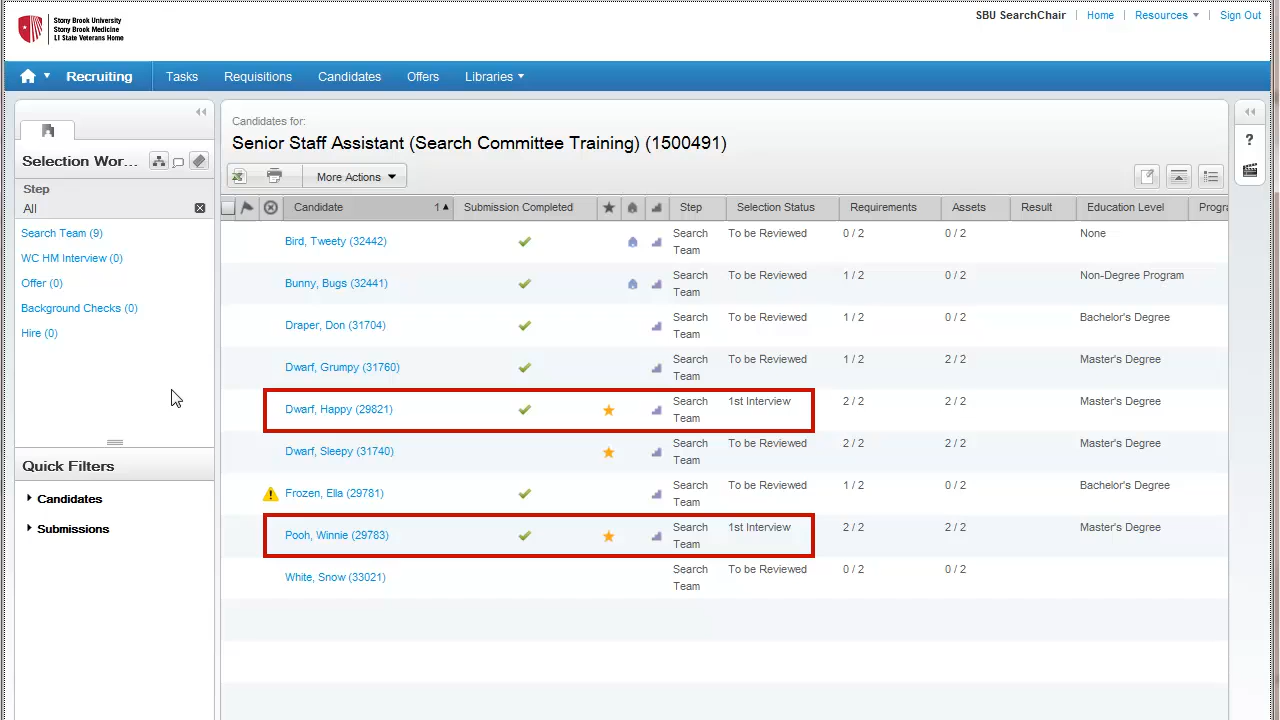 Stony Brook University
Stony Brook Medicine
LI State Veterans Home
SBU SearchChair
Home
Resources
Sign Out
Recruiting
Tasks
Requisitions
Candidates
Offers
Libraries
Selection Wor...
Step
All
Search Team (9)
WC HM Interview (0)
Offer (0)
Background Checks (0)
Hire (0)
Quick Filters
Candidates
Submissions
Candidates for:
Senior Staff Assistant (Search Committee Training) (1500491)
More Actions
?
Candidate 1 Submission Completed Step Selection Status Requirements Assets Result Education Level Progra
Bird, Tweety (32442) Search Team To be Reviewed 0 / 2 0 / 2 None
Bunny, Bugs (32441) Search Team To be Reviewed 1 / 2 0 / 2 Non-Degree Program
Draper, Don (31704) Search Team To be Reviewed 1 / 2 0 / 2 Bachelor's Degree
Dwarf, Grumpy (31760) Search Team To be Reviewed 1 / 2 2 / 2 Master's Degree
Dwarf, Happy (29821) Search Team 1st Interview 2 / 2 2 / 2 Master's Degree
Dwarf, Sleepy (31740) Search Team To be Reviewed 2 / 2 2 / 2 Master's Degree
Frozen, Ella (29781) Search Team To be Reviewed 1 / 2 0 / 2 Bachelor's Degree
Pooh, Winnie (29783) Search Team 1st Interview 2 / 2 2 / 2 Master's Degree
White, Snow (33021) Search Team To be Reviewed 0 / 2 0 / 2